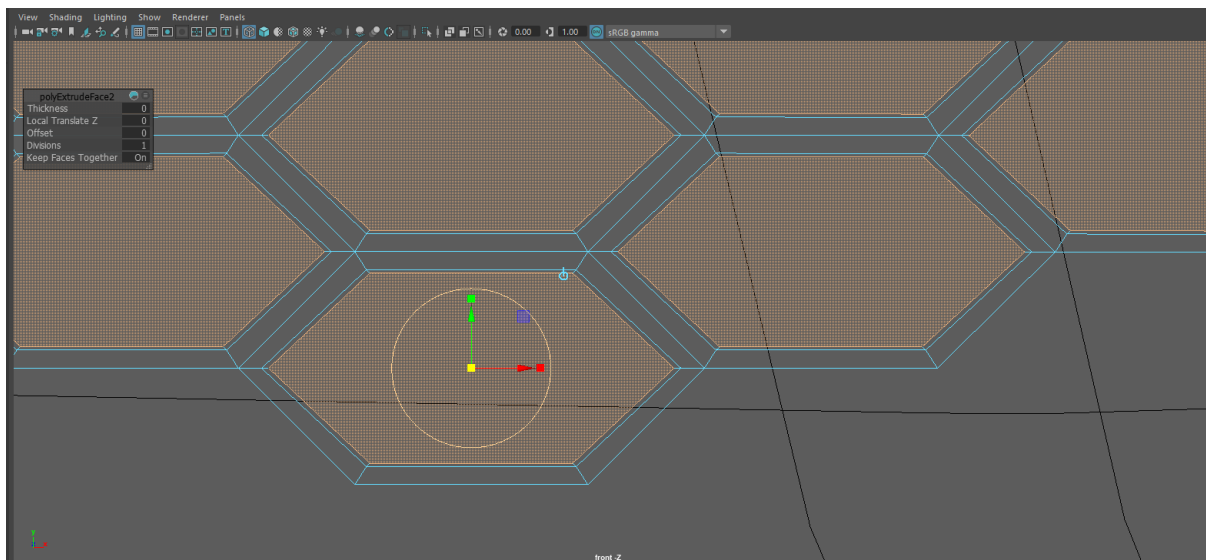 View Shading Lighting Show Renderer Panels
0.00 1.00 sRGB gamma
polyExtrudeFace2
Thickness 0
Local Translate Z 0
Offset 0
Divisions 1
Keep Faces Together On
front -Z